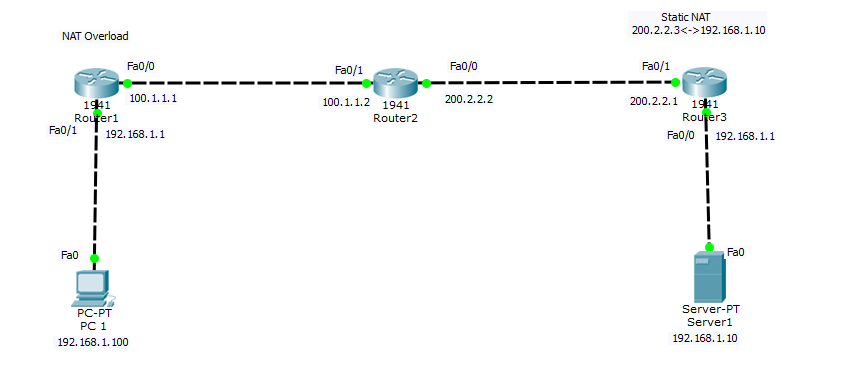 Static NAT
200.2.2.3<->192.168.1.10
NAT Overload
Fa0/0
Fa0/1
Fa0/0
Fa0/1
100.1.1.1
100.1.1.2
200.2.2.2
200.2.2.1
1941
Router1
1941
Router2
1941
Router3
Fa0/1
192.168.1.1
Fa0/0
192.168.1.1
Fa0
Fa0
PC-PT
PC 1
192.168.1.100
Server-PT
Server1
192.168.1.10